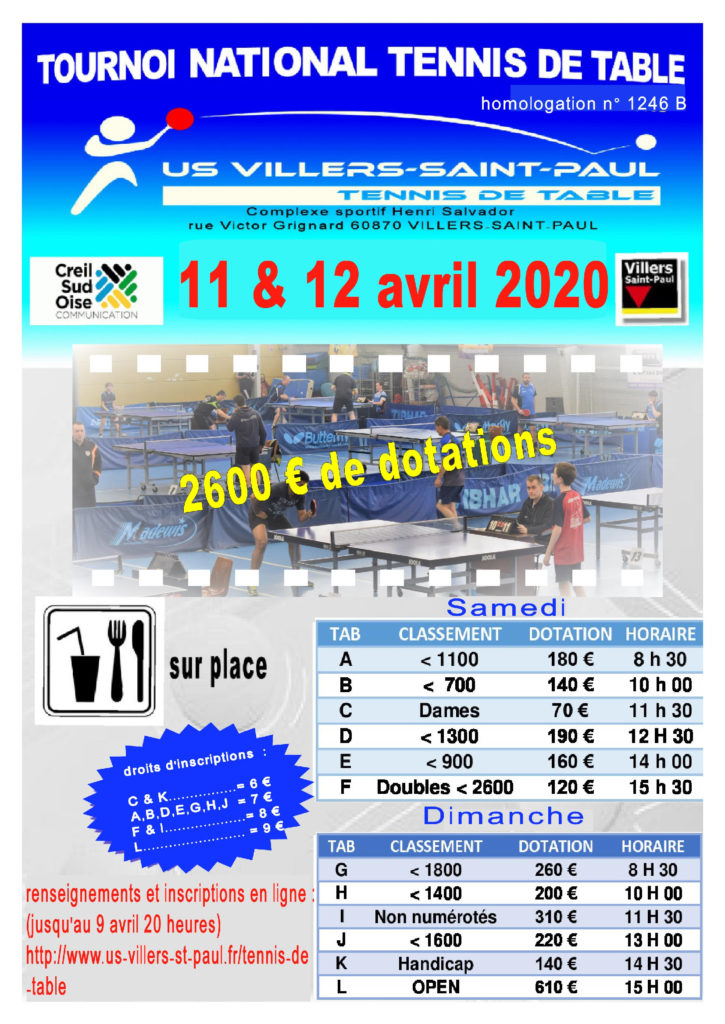 TOURNOI NATIONAL TENNIS DE TABLE
homologation n° 1246 B
US VILLERS-SAINT-PAUL
TENNIS DE TABLE
Complexe sportif Henri Salvador
rue Victor Grignard 60870 VILLERS-SAINT-PAUL
Creil
Sud
Oise
COMMUNICATION
11 & 12 avril 2020
Villers
Saint-Paul
TIBHAR
Butterfly
2600 € de dotations
Madewis
Madewis
JOOLA
sur place
Samedi
TAB CLASSEMENT DOTATION HORAIRE
A < 1100 180 € 8 h 30
B < 700 140 € 10 h 00
C Dames 70 € 11 h 30
D < 1300 190 € 12 H 30
E < 900 160 € 14 h 00
F Doubles < 2600 120 € 15 h 30
droits d'inscriptions :
C & K................= 6 €
A,B,D,E,G,H,J = 7 €
F & I....................= 8 €
L.........................= 9 €
Dimanche
TAB CLASSEMENT DOTATION HORAIRE
G < 1800 260 € 8 H 30
H < 1400 200 € 10 H 00
I Non numérotés 310 € 11 H 30
J < 1600 220 € 13 H 00
K Handicap 140 € 14 H 30
L OPEN 610 € 15 H 00
renseignements et inscriptions en ligne :
(jusqu'au 9 avril 20 heures)
http://www.us-villers-st-paul.fr/tennis-de
-table